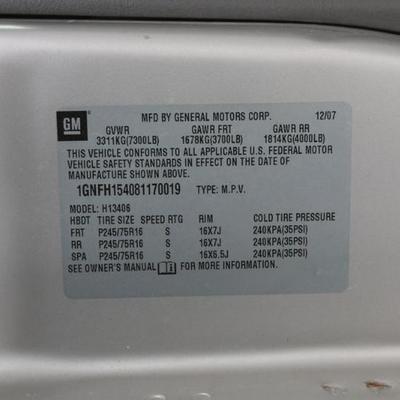 GM MFD BY GENERAL MOTORS CORP. 12/07
GVWR GAWR FRT GAWR RR
3311KG(7300LB) 1678KG(3700LB) 1814KG(4000LB)
THIS VEHICLE CONFORMS TO ALL APPLICABLE U.S. FEDERAL MOTOR
VEHICLE SAFETY STANDARDS IN EFFECT ON THE DATE OF
MANUFACTURE SHOWN ABOVE.
1GNFH154081170019 TYPE: M.P.V.
MODEL: H13406
HBDT TIRE SIZE SPEED RTG RIM COLD TIRE PRESSURE
FRT P245/75R16 S 16X7J 240KPA(35PSI)
RR P245/75R16 S 16X7J 240KPA(35PSI)
SPA P245/75R16 S 16X6.5J 240KPA(35PSI)
SEE OWNER'S MANUAL FOR MORE INFORMATION.